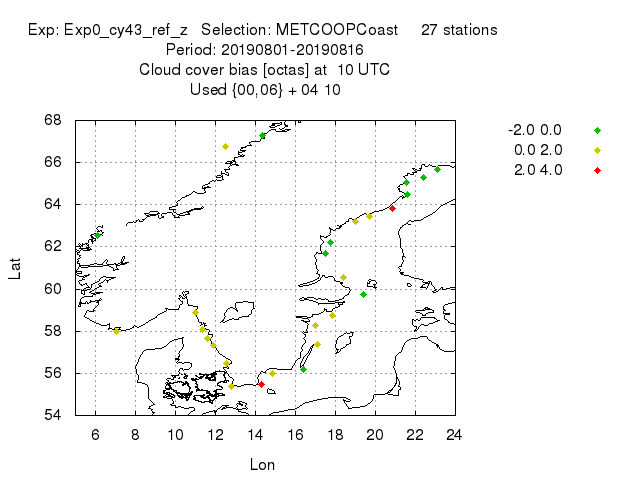 Exp: Exp0_cy43_ref_z   Selection: METCOOPCoast     27 stations
Period: 20190801-20190816
Cloud cover bias [octas] at  10 UTC
Used {00,06} + 04 10
-2.0 0.0
0.0 2.0
2.0 4.0
68
66
64
62
60
58
56
54
Lat
6 8 10 12 14 16 18 20 22 24
Lon